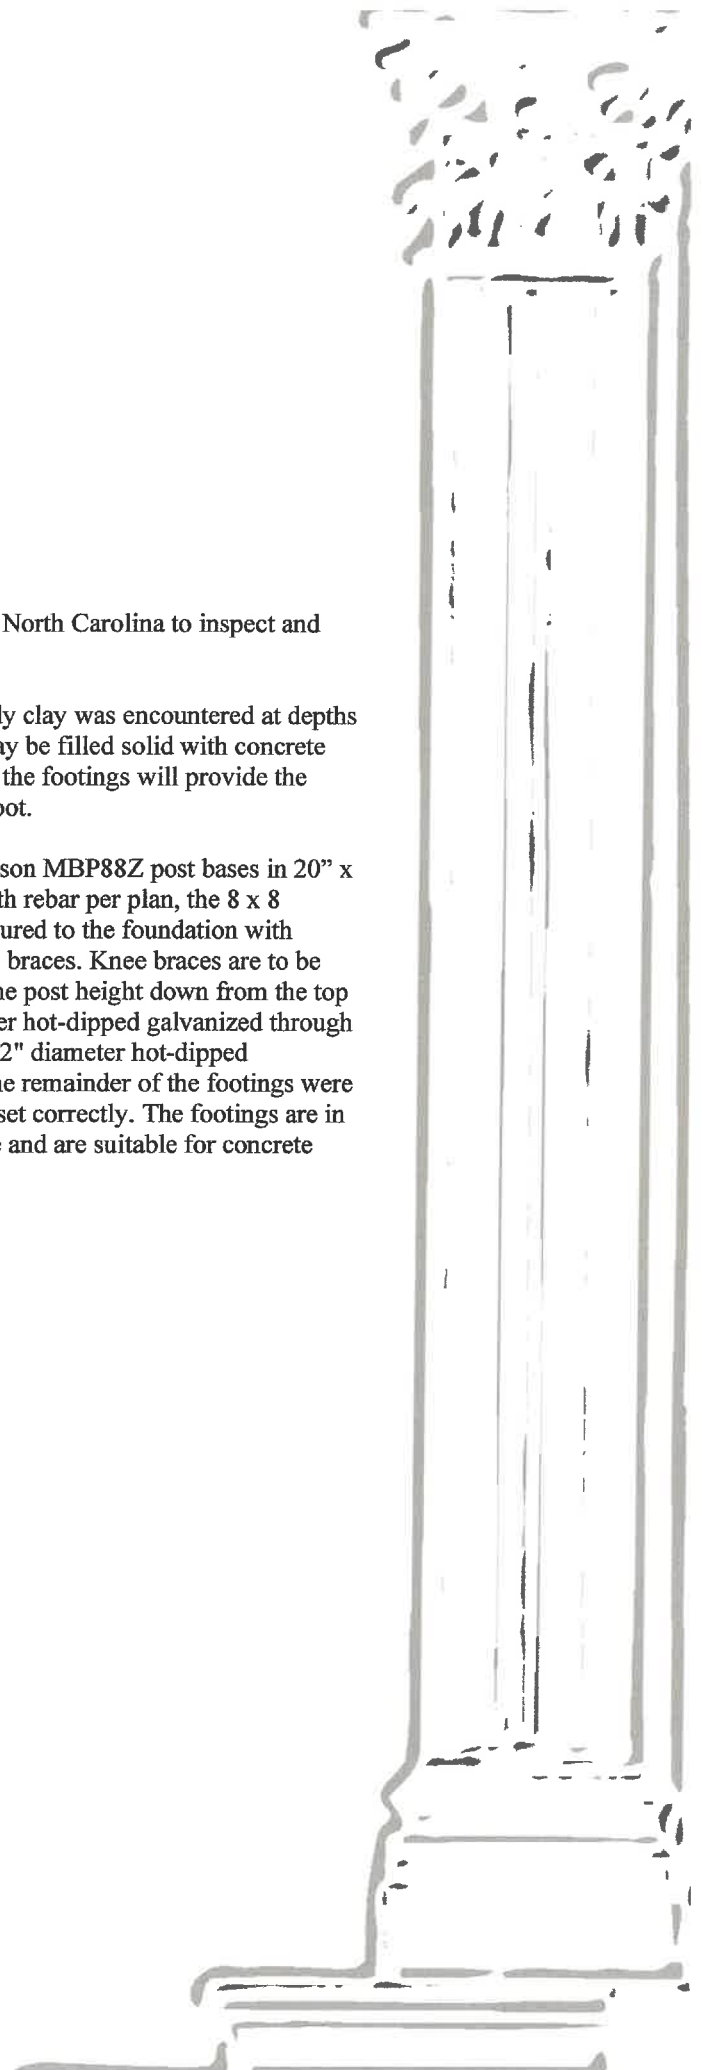 North Carolina to inspect and
ly clay was encountered at depths
ay be filled solid with concrete
the footings will provide the
oot.
son MBP88Z post bases in 20” x
th rebar per plan, the 8 x 8
ured to the foundation with
braces. Knee braces are to be
ne post height down from the top
er hot-dipped galvanized through
2" diameter hot-dipped
ne remainder of the footings were
set correctly. The footings are in
e and are suitable for concrete